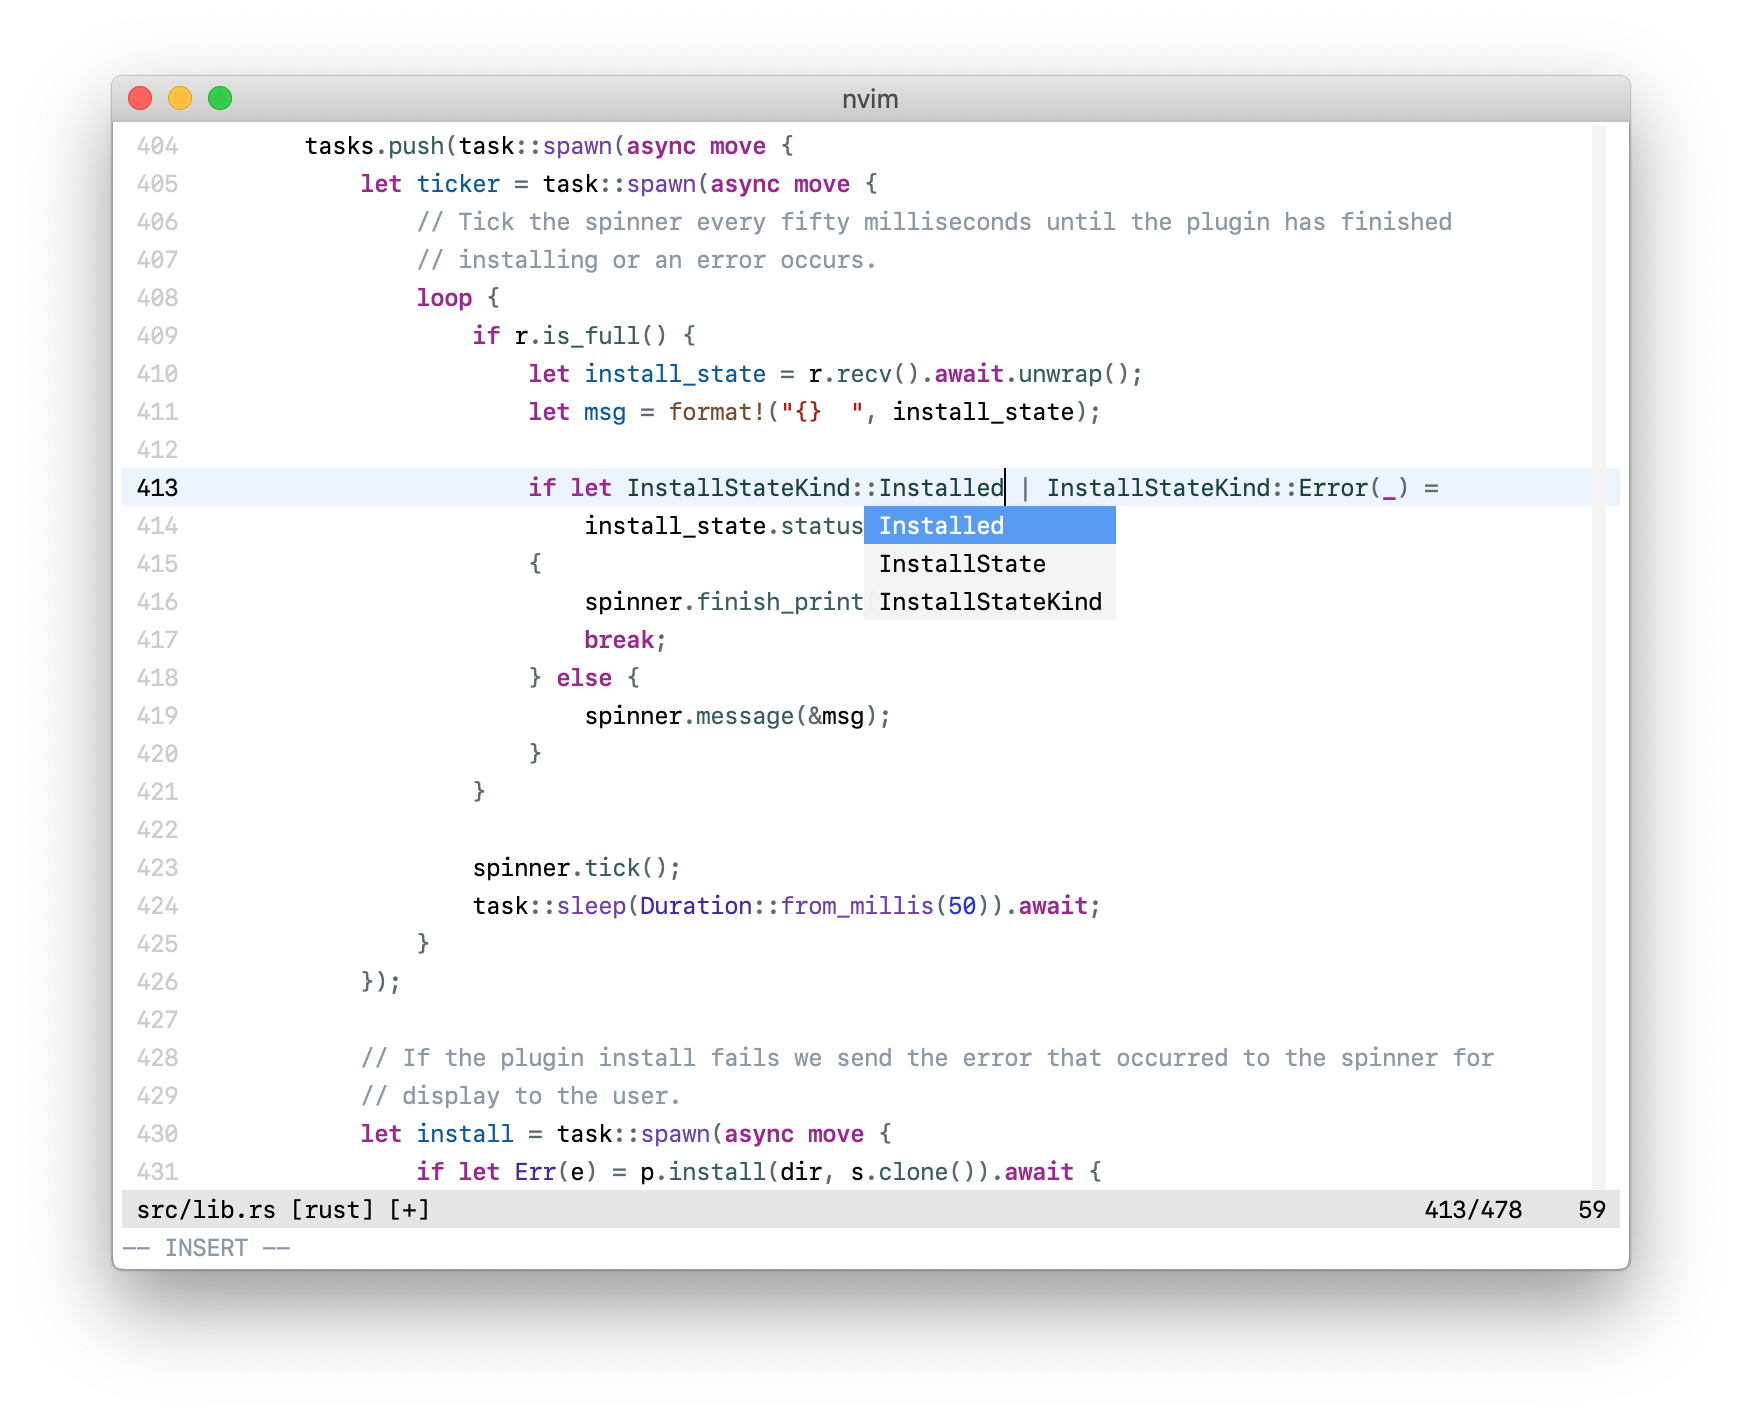 nvim
404         tasks.push(task::spawn(async move {
405             let ticker = task::spawn(async move {
406                 // Tick the spinner every fifty milliseconds until the plugin has finished
407                 // installing or an error occurs.
408                 loop {
409                     if r.is_full() {
410                         let install_state = r.recv().await.unwrap();
411                         let msg = format!("{}  ", install_state);
412
413                         if let InstallStateKind::Installed | InstallStateKind::Error(_) =
414                             install_state.status Installed
415                         { InstallState
416                             spinner.finish_print InstallStateKind
417                             break;
418                         } else {
419                             spinner.message(&msg);
420                         }
421                     }
422
423                     spinner.tick();
424                     task::sleep(Duration::from_millis(50)).await;
425                 }
426             });
427
428             // If the plugin install fails we send the error that occurred to the spinner for
429             // display to the user.
430             let install = task::spawn(async move {
431                 if let Err(e) = p.install(dir, s.clone()).await {
src/lib.rs [rust] [+] 413/478 59
-- INSERT --